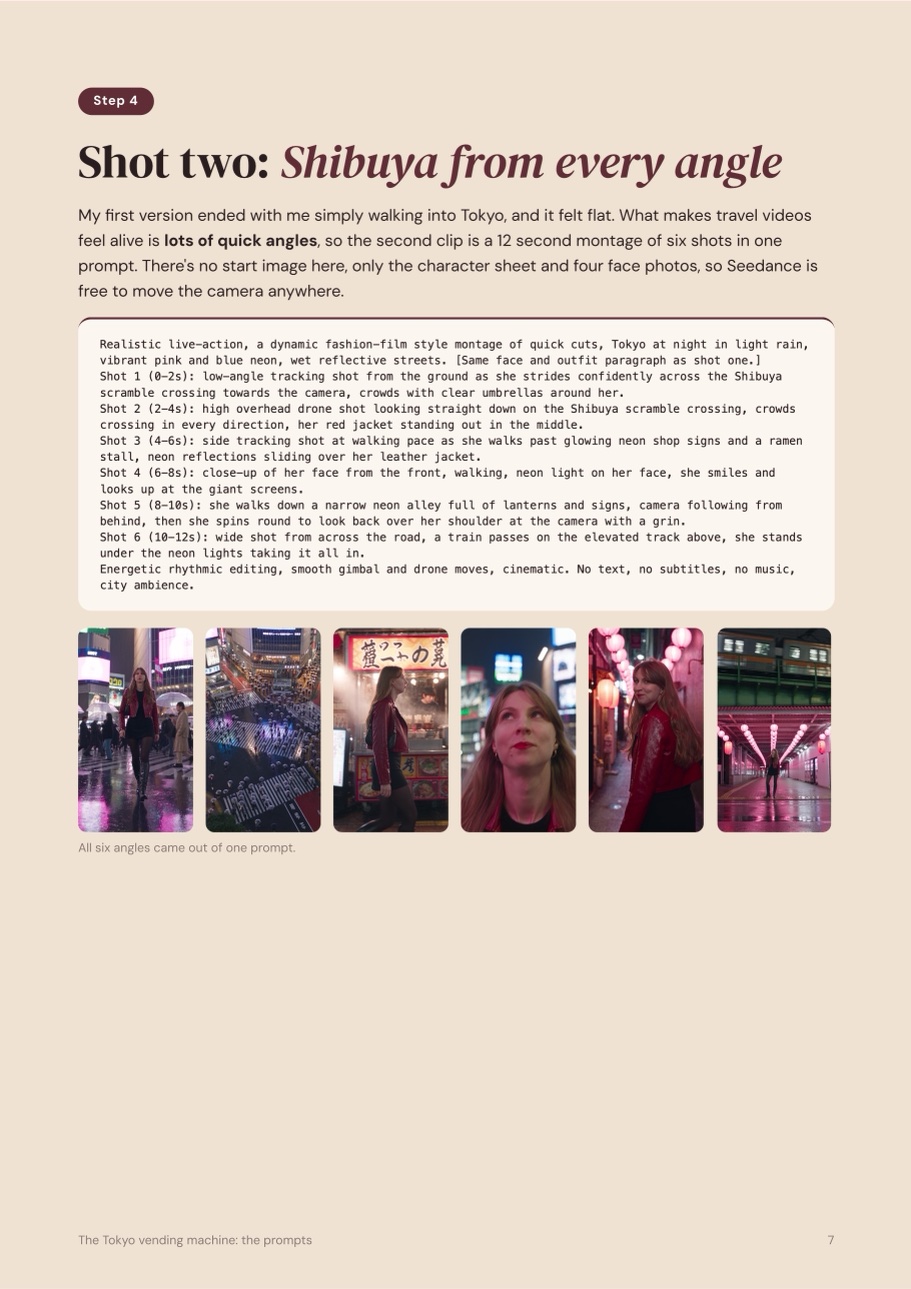 Step 4
Shot two: Shibuya from every angle
My first version ended with me simply walking into Tokyo, and it felt flat. What makes travel videos
feel alive is lots of quick angles, so the second clip is a 12 second montage of six shots in one
prompt. There's no start image here, only the character sheet and four face photos, so Seedance is
free to move the camera anywhere.
Realistic live-action, a dynamic fashion-film style montage of quick cuts, Tokyo at night in light rain,
vibrant pink and blue neon, wet reflective streets. [Same face and outfit paragraph as shot one.]
Shot 1 (0-2s): low-angle tracking shot from the ground as she strides confidently across the Shibuya
scramble crossing towards the camera, crowds with clear umbrellas around her.
Shot 2 (2-4s): high overhead drone shot looking straight down on the Shibuya scramble crossing, crowds
crossing in every direction, her red jacket standing out in the middle.
Shot 3 (4-6s): side tracking shot at walking pace as she walks past glowing neon shop signs and a ramen
stall, neon reflections sliding over her leather jacket.
Shot 4 (6-8s): close-up of her face from the front, walking, neon light on her face, she smiles and
looks up at the giant screens.
Shot 5 (8-10s): she walks down a narrow neon alley full of lanterns and signs, camera following from
behind, then she spins round to look back over her shoulder at the camera with a grin.
Shot 6 (10-12s): wide shot from across the road, a train passes on the elevated track above, she stands
under the neon lights taking it all in.
Energetic rhythmic editing, smooth gimbal and drone moves, cinematic. No text, no subtitles, no music,
city ambience.
All six angles came out of one prompt.
The Tokyo vending machine: the prompts
7